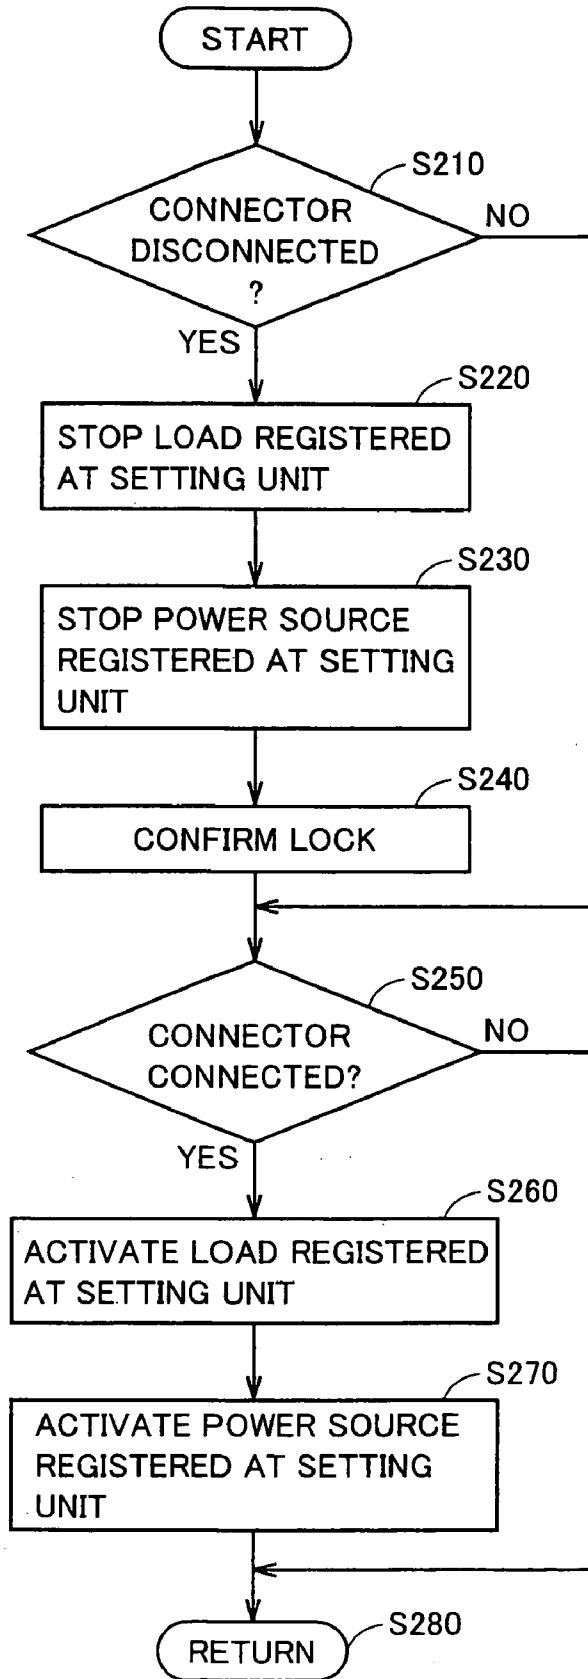 START
S210
CONNECTOR
DISCONNECTED
?
NO
YES
S220
STOP LOAD REGISTERED
AT SETTING UNIT
S230
STOP POWER SOURCE
REGISTERED AT SETTING
UNIT
S240
CONFIRM LOCK
S250
CONNECTOR
CONNECTED?
NO
YES
S260
ACTIVATE LOAD REGISTERED
AT SETTING UNIT
S270
ACTIVATE POWER SOURCE
REGISTERED AT SETTING
UNIT
S280
RETURN